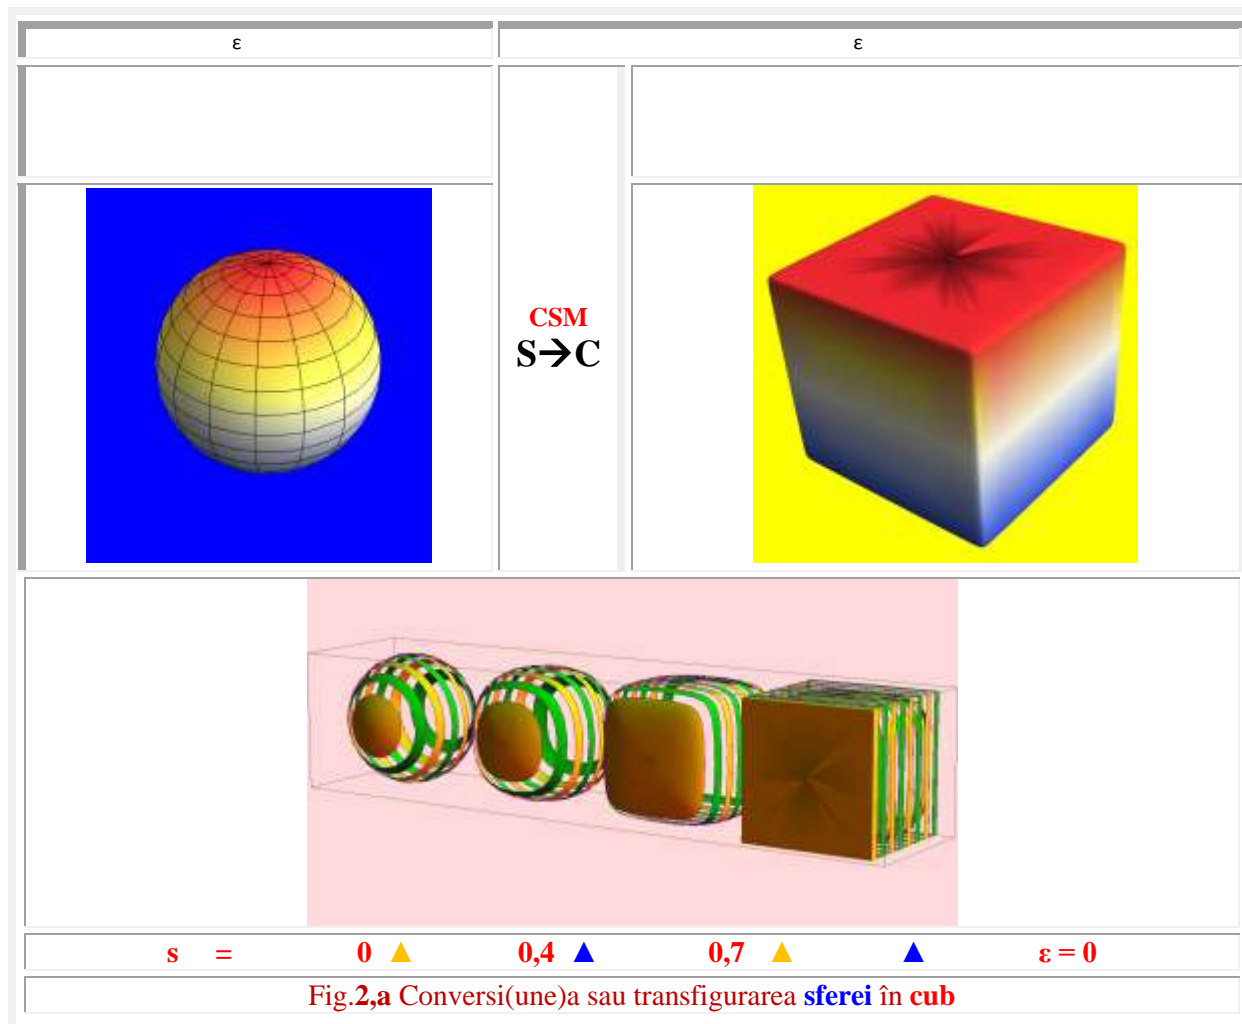 ε ε
CSM
S→C
s = 0 ▲ 0,4 ▲ 0,7 ▲ ▲ ε = 0
Fig.2,a Conversi(une)a sau transfigurarea sferei în cub